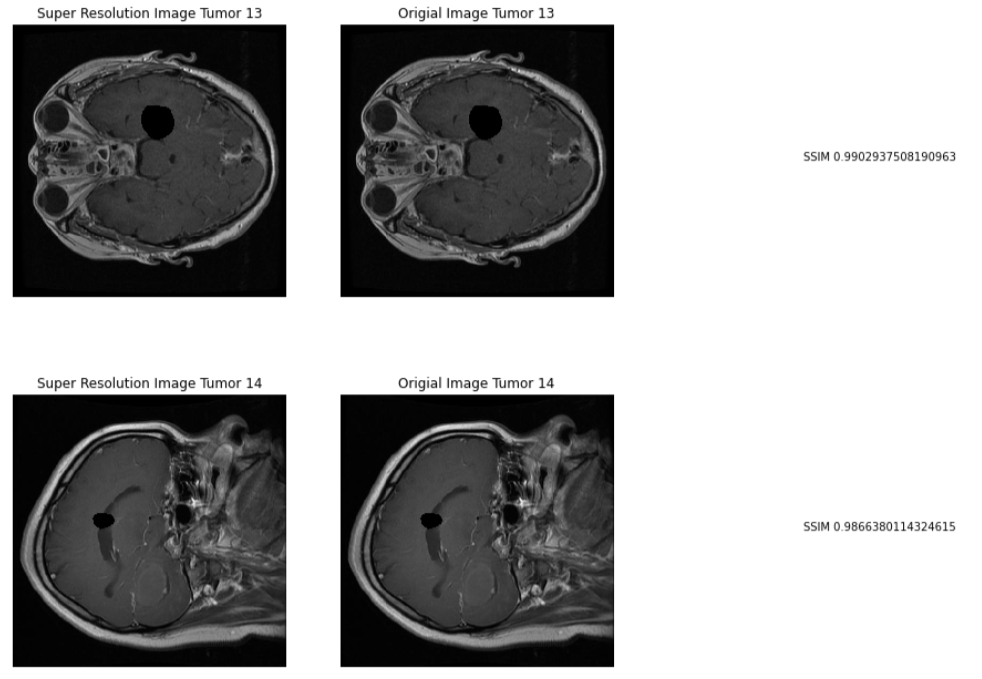 Super Resolution Image Tumor 13
Origial Image Tumor 13
SSIM 0.9902937508190963
Super Resolution Image Tumor 14
Origial Image Tumor 14
SSIM 0.9866380114324615